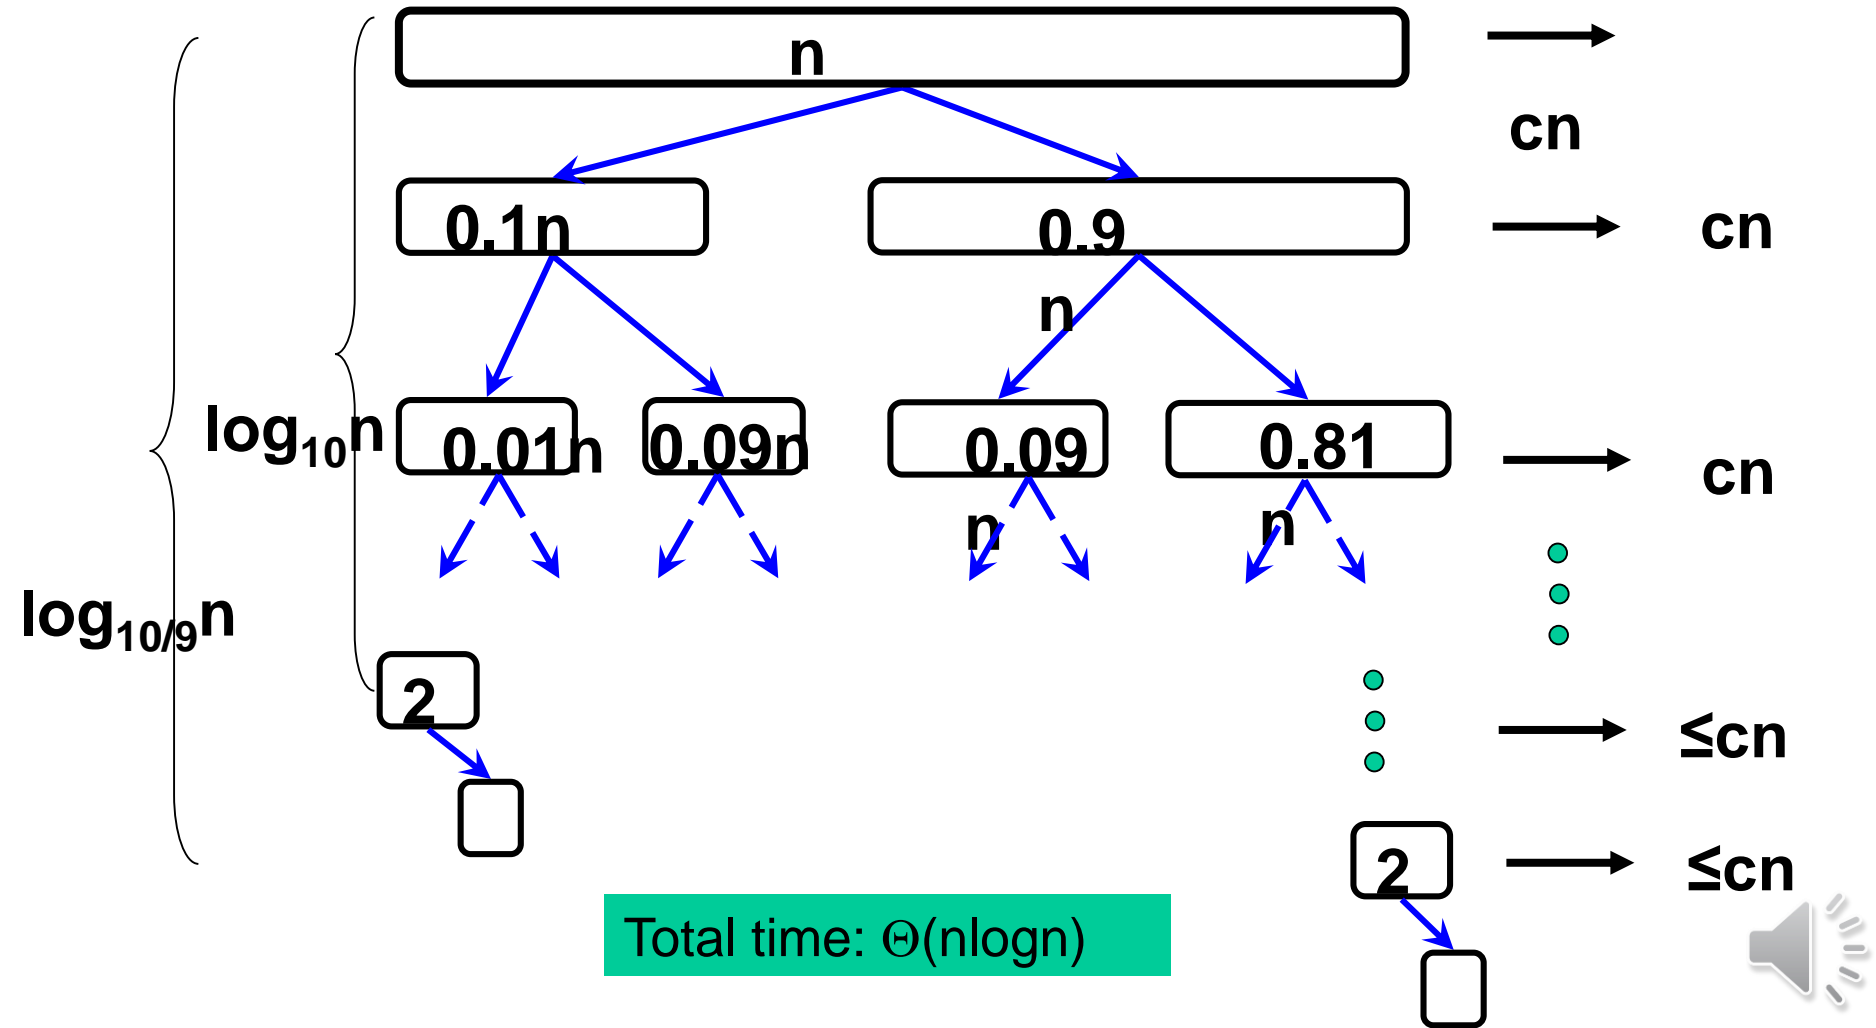 n
cn
0.1n
0.9
n
cn
log10n
0.01n
0.09n
0.09
n
0.81
n
cn
log10/9n
2
≤cn
2
≤cn
Total time: Θ(nlogn)